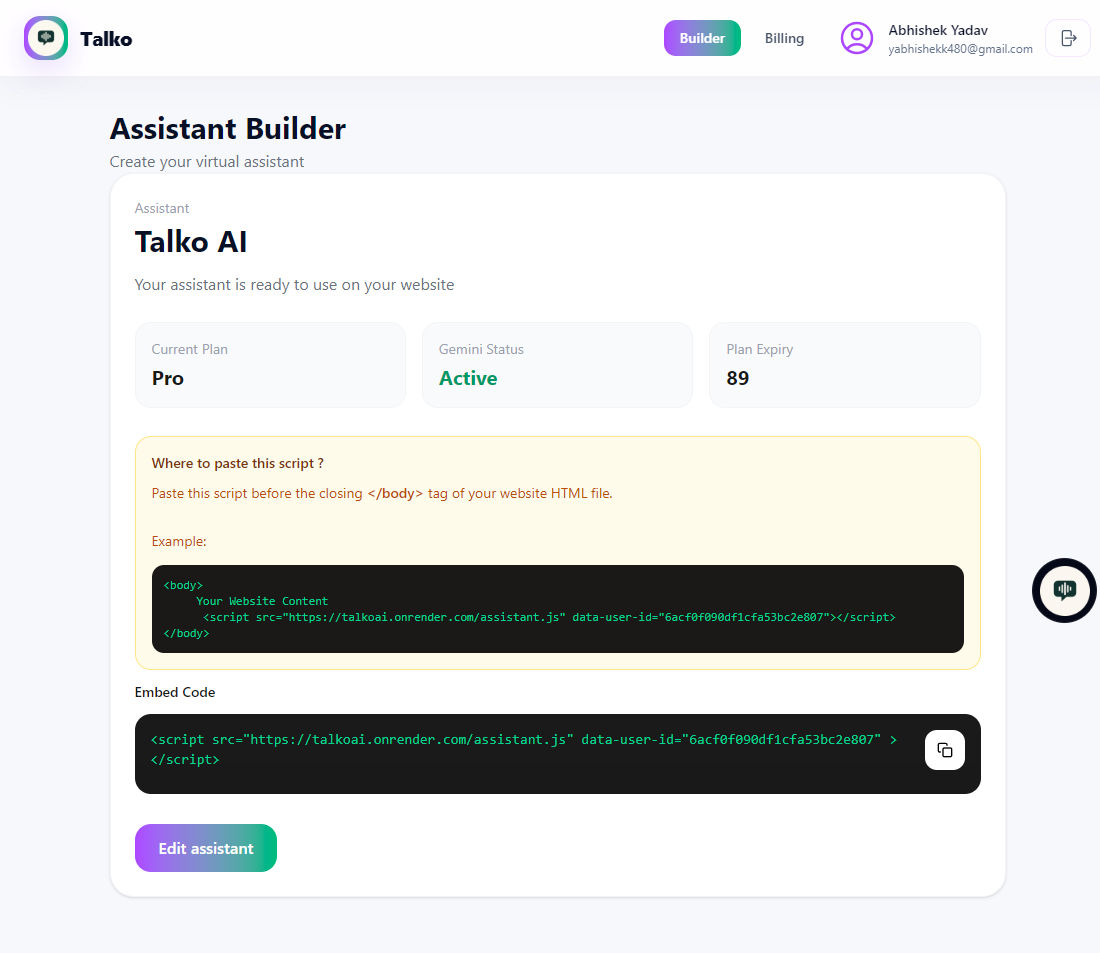 Talko
Builder
Billing
Abhishek Yadav
yabhishekk480@gmail.com
Assistant Builder
Create your virtual assistant
Assistant
Talko AI
Your assistant is ready to use on your website
Current Plan
Pro
Gemini Status
Active
Plan Expiry
89
Where to paste this script ?
Paste this script before the closing </body> tag of your website HTML file.
Example:
<body>
Your Website Content
<script src="https://talkoai.onrender.com/assistant.js" data-user-id="6acf0f090df1cfa53bc2e807"></script>
</body>
Embed Code
<script src="https://talkoai.onrender.com/assistant.js" data-user-id="6acf0f090df1cfa53bc2e807" >
</script>
Edit assistant